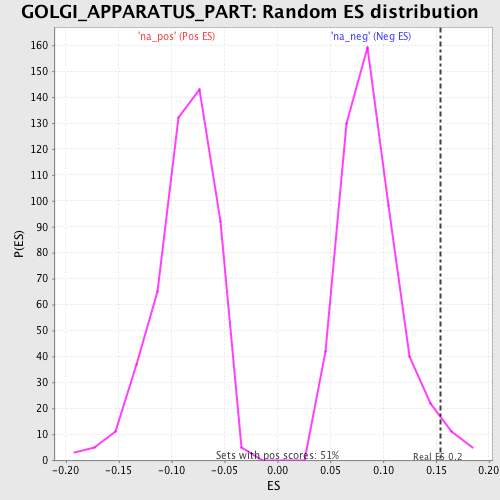 GOLGI_APPARATUS_PART: Random ES distribution
'na_pos' (Pos ES)
'na_neg' (Neg ES)
160
150
140
130
120
110
100
90
80
70
60
50
40
30
20
10
0
P(ES)
Sets with pos scores: 51%
Real ES 0.2
-0.20 -0.15 -0.10 -0.05 0.00 0.05 0.10 0.15 0.20
ES